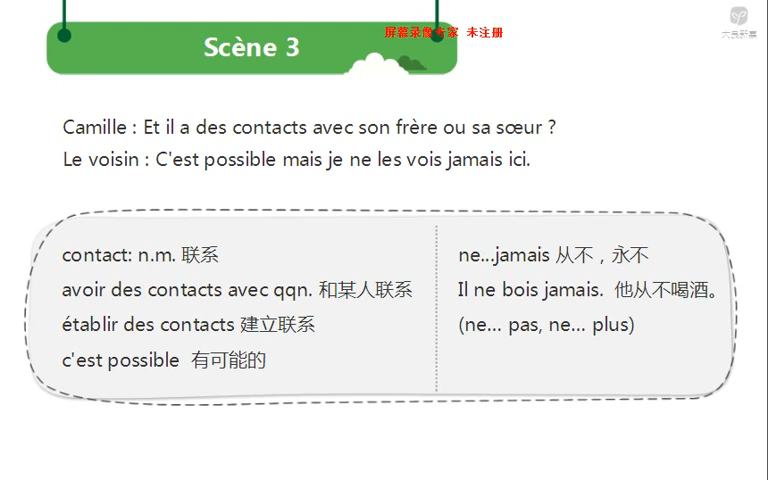 Scène 3
屏幕录像专家 未注册
大良新意
Camille : Et il a des contacts avec son frère ou sa sœur ?
Le voisin : C'est possible mais je ne les vois jamais ici.
contact: n.m. 联系
avoir des contacts avec qqn. 和某人联系
établir des contacts 建立联系
c'est possible 有可能的
ne...jamais 从不，永不
Il ne bois jamais. 他从不喝酒。
(ne... pas, ne... plus)